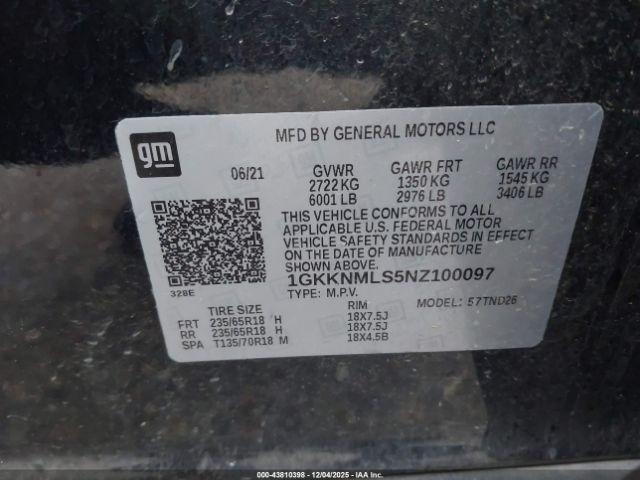 gm
MFD BY GENERAL MOTORS LLC
06/21 GVWR GAWR FRT GAWR RR
2722 KG 1350 KG 1545 KG
6001 LB 2976 LB 3406 LB
THIS VEHICLE CONFORMS TO ALL
APPLICABLE U.S. FEDERAL MOTOR
VEHICLE SAFETY STANDARDS IN EFFECT
ON THE DATE OF MANUFACTURE
SHOWN ABOVE.
1GKKNMLS5NZ100097
328E TYPE: M.P.V. MODEL: 57TND26
TIRE SIZE RIM
FRT 235/65R18 H 18X7.5J
RR 235/65R18 H 18X7.5J
SPA T135/70R18 M 18X4.5B
000-43810398 - 12/04/2025 - IAAI.COM